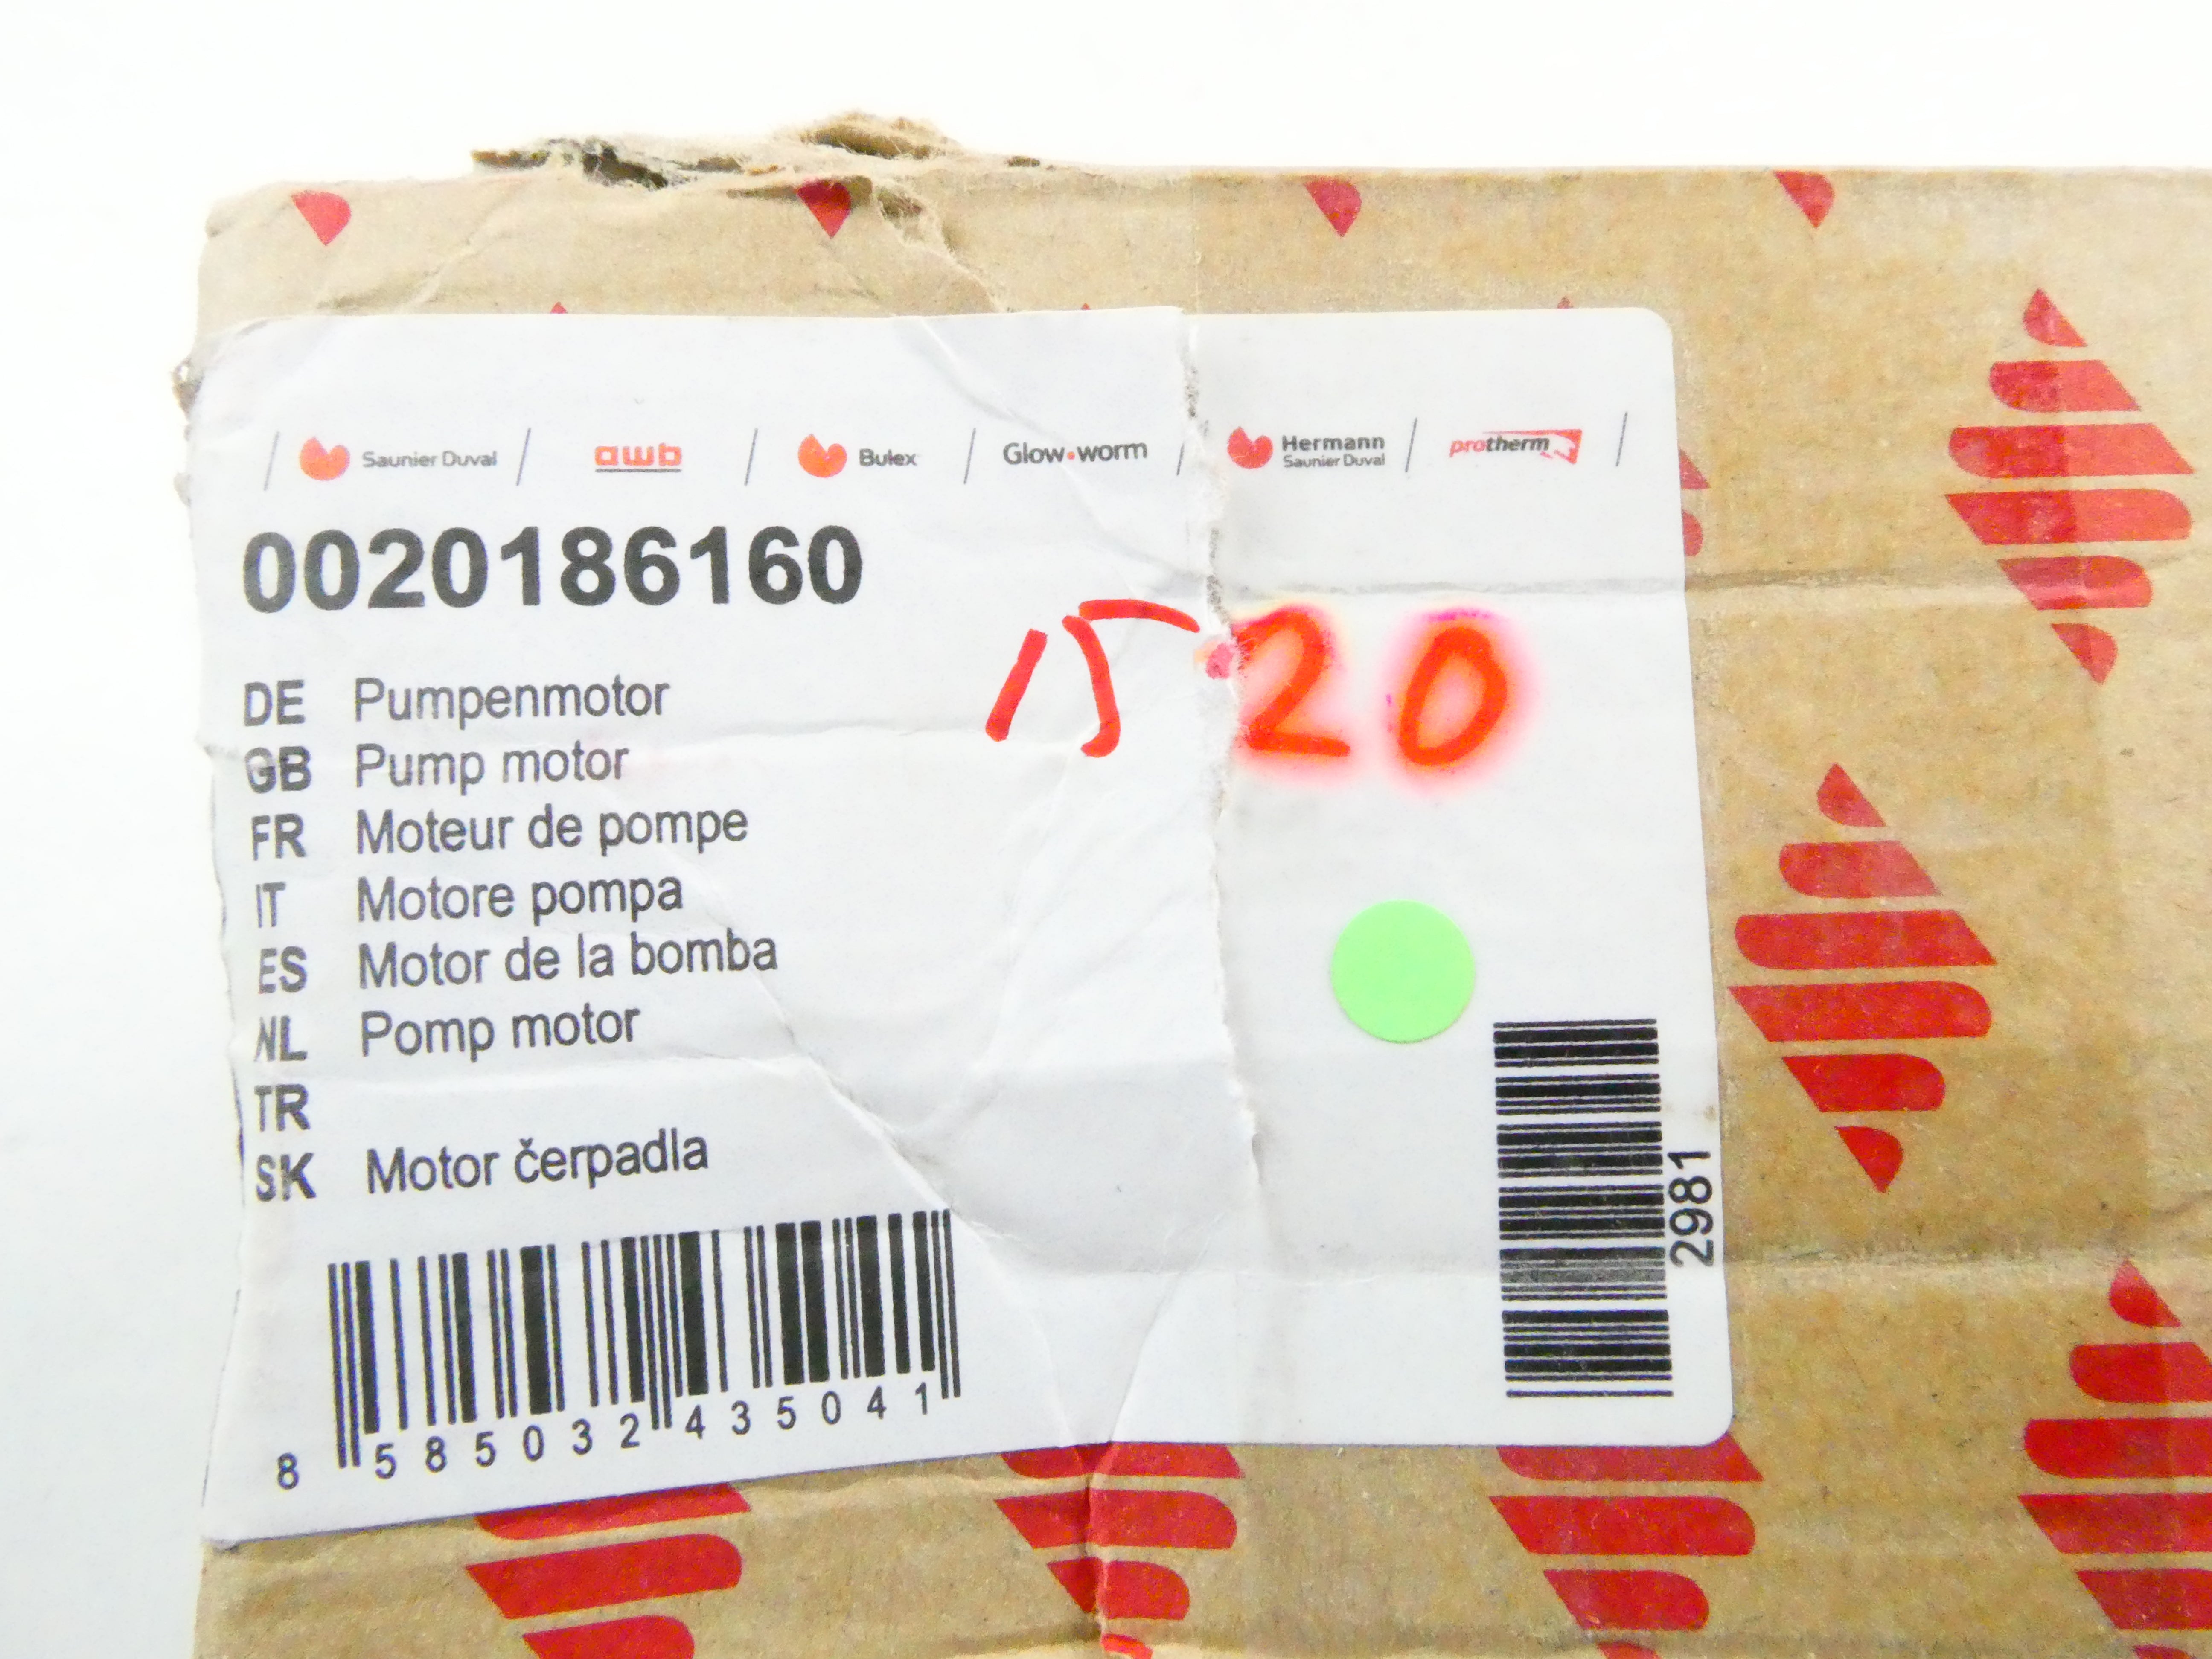 Saunier Duval awb Bulex Glow-worm Hermann Saunier Duval protherm
0020186160
15 20
DE Pumpenmotor
GB Pump motor
FR Moteur de pompe
IT Motore pompa
ES Motor de la bomba
NL Pomp motor
TR
SK Motor čerpadla
2981
8 585032 435041